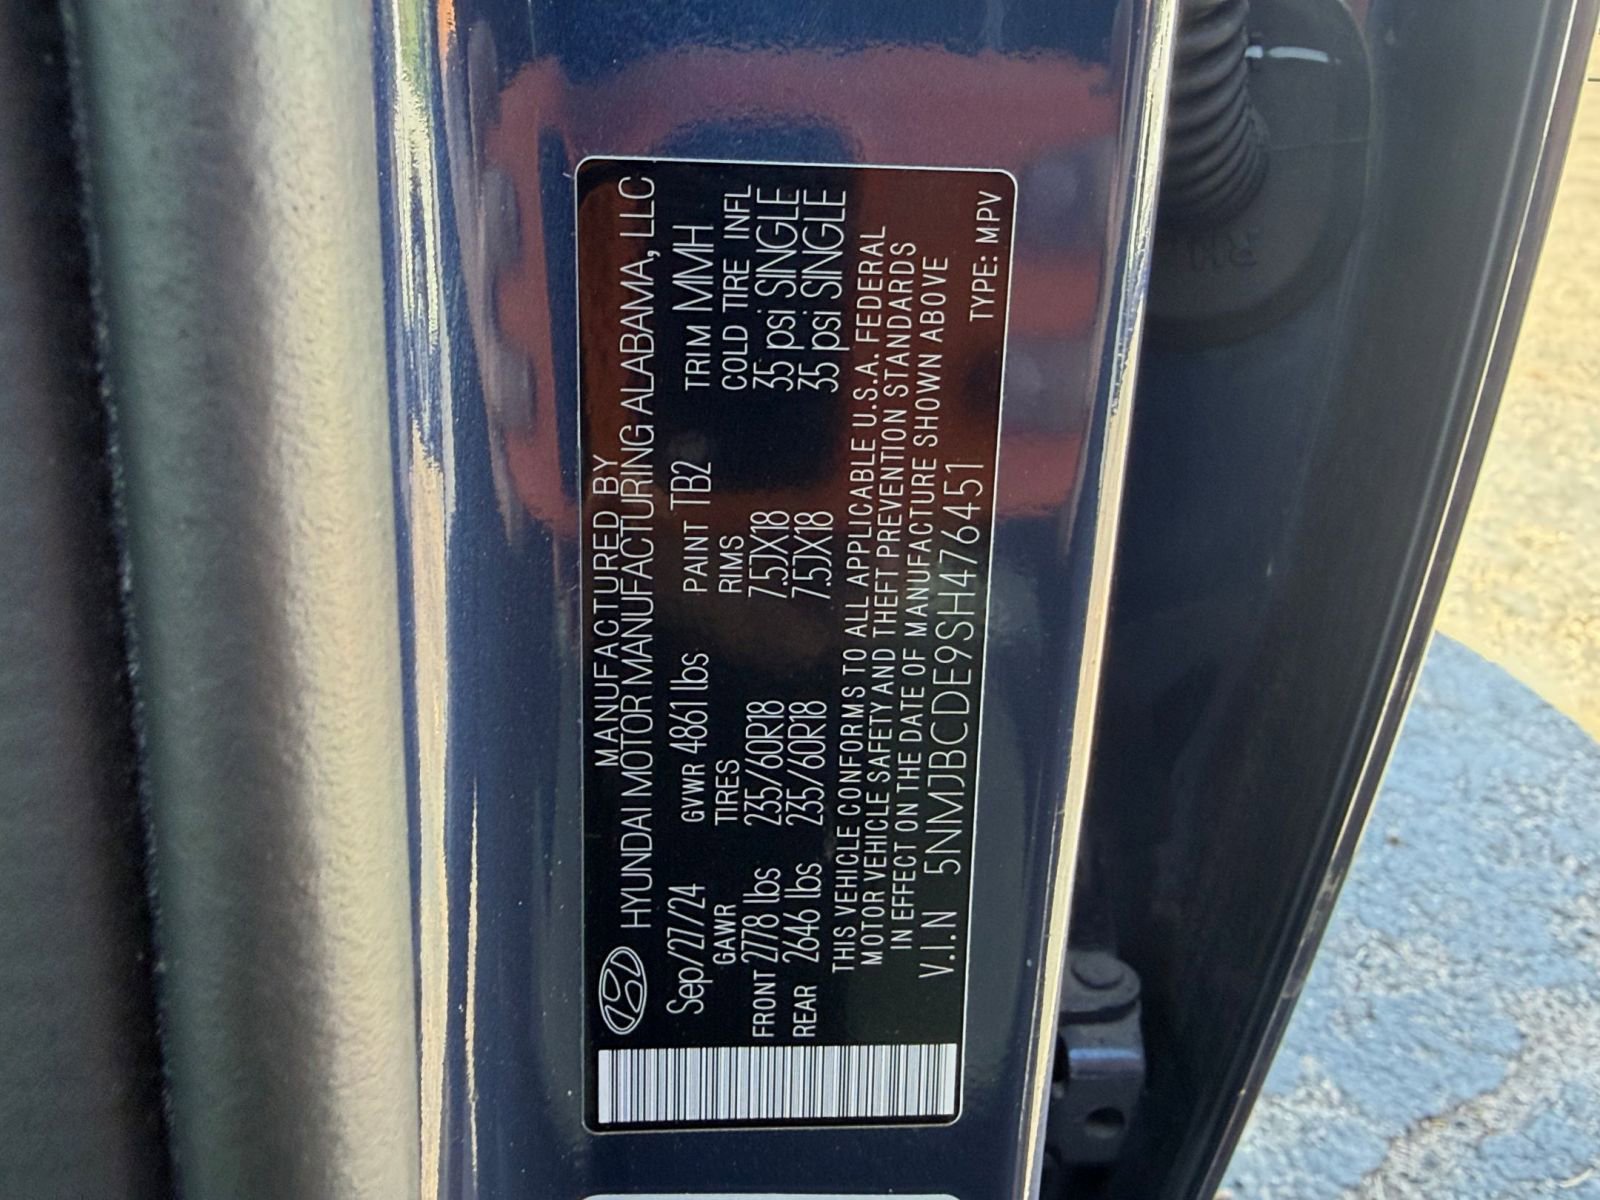 MANUFACTURED BY
HYUNDAI MOTOR MANUFACTURING ALABAMA, LLC
Sep/27/24 GVWR 4861 lbs PAINT TB2 TRIM MMH
GAWR TIRES RIMS COLD TIRE INFL
FRONT 2778 lbs 235/60R18 7.5JX18 35 psi SINGLE
REAR 2646 lbs 235/60R18 7.5JX18 35 psi SINGLE
THIS VEHICLE CONFORMS TO ALL APPLICABLE U.S.A. FEDERAL
MOTOR VEHICLE SAFETY AND THEFT PREVENTION STANDARDS
IN EFFECT ON THE DATE OF MANUFACTURE SHOWN ABOVE
V.I.N 5NMJBCDE9SH476451 TYPE: MPV